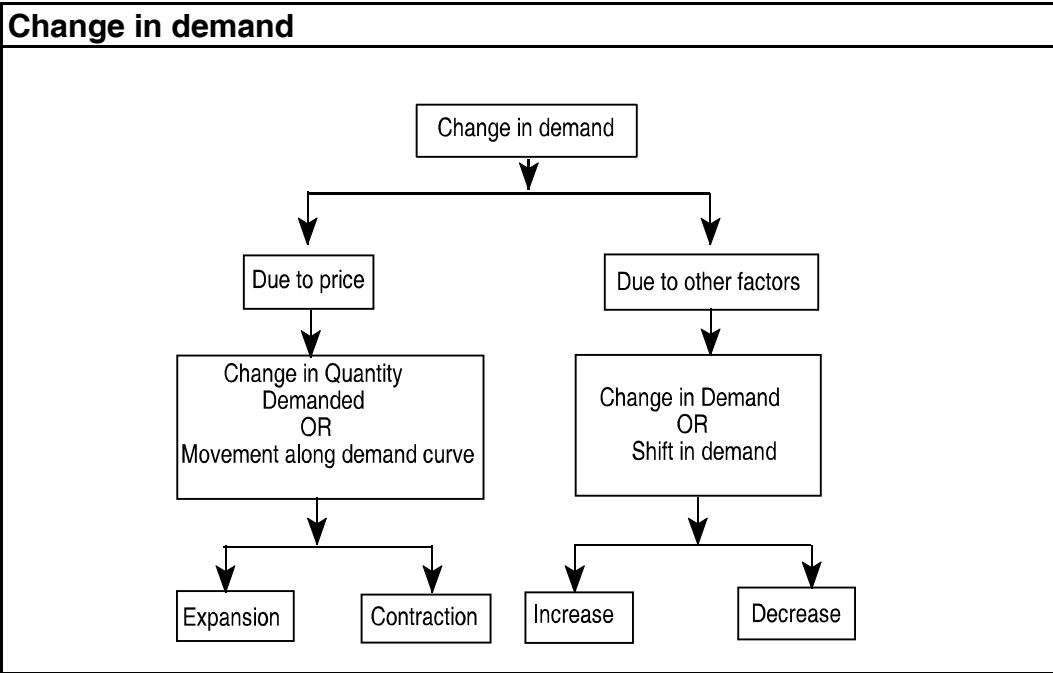 Change in demand
Change in demand
Due to price
Due to other factors
Change in Quantity
Demanded
OR
Movement along demand curve
Change in Demand
OR
Shift in demand
Expansion
Contraction
Increase
Decrease